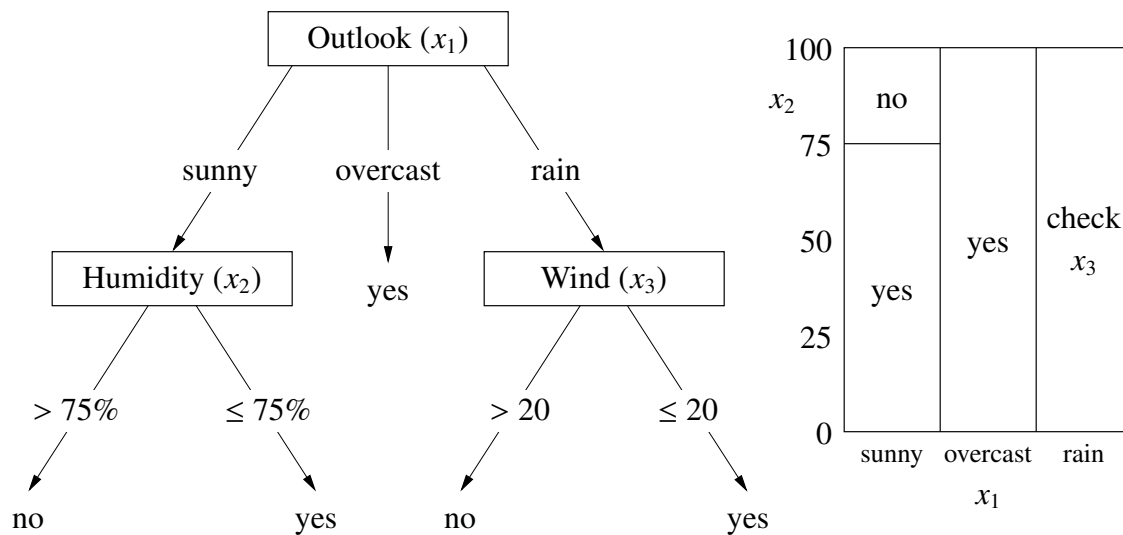 Outlook (x₁)
sunny
overcast
rain
Humidity (x₂)
yes
Wind (x₃)
> 75%
≤ 75%
> 20
≤ 20
no
yes
no
yes
100
x₂
75
50
25
0
no
yes
yes
check
x₃
sunny
overcast
rain
x₁